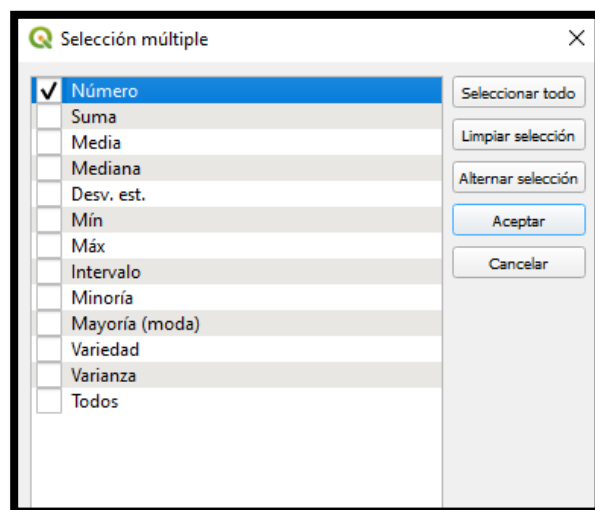 Selección múltiple
Número
Suma
Media
Mediana
Desv. est.
Mín
Máx
Intervalo
Minoría
Mayoría (moda)
Variedad
Varianza
Todos
Seleccionar todo
Limpiar selección
Alternar selección
Aceptar
Cancelar